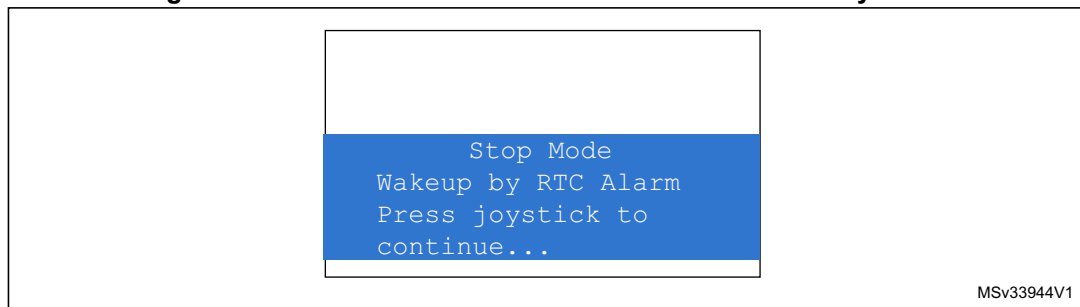 Stop Mode
Wakeup by RTC Alarm
Press joystick to
continue...
MSv33944V1